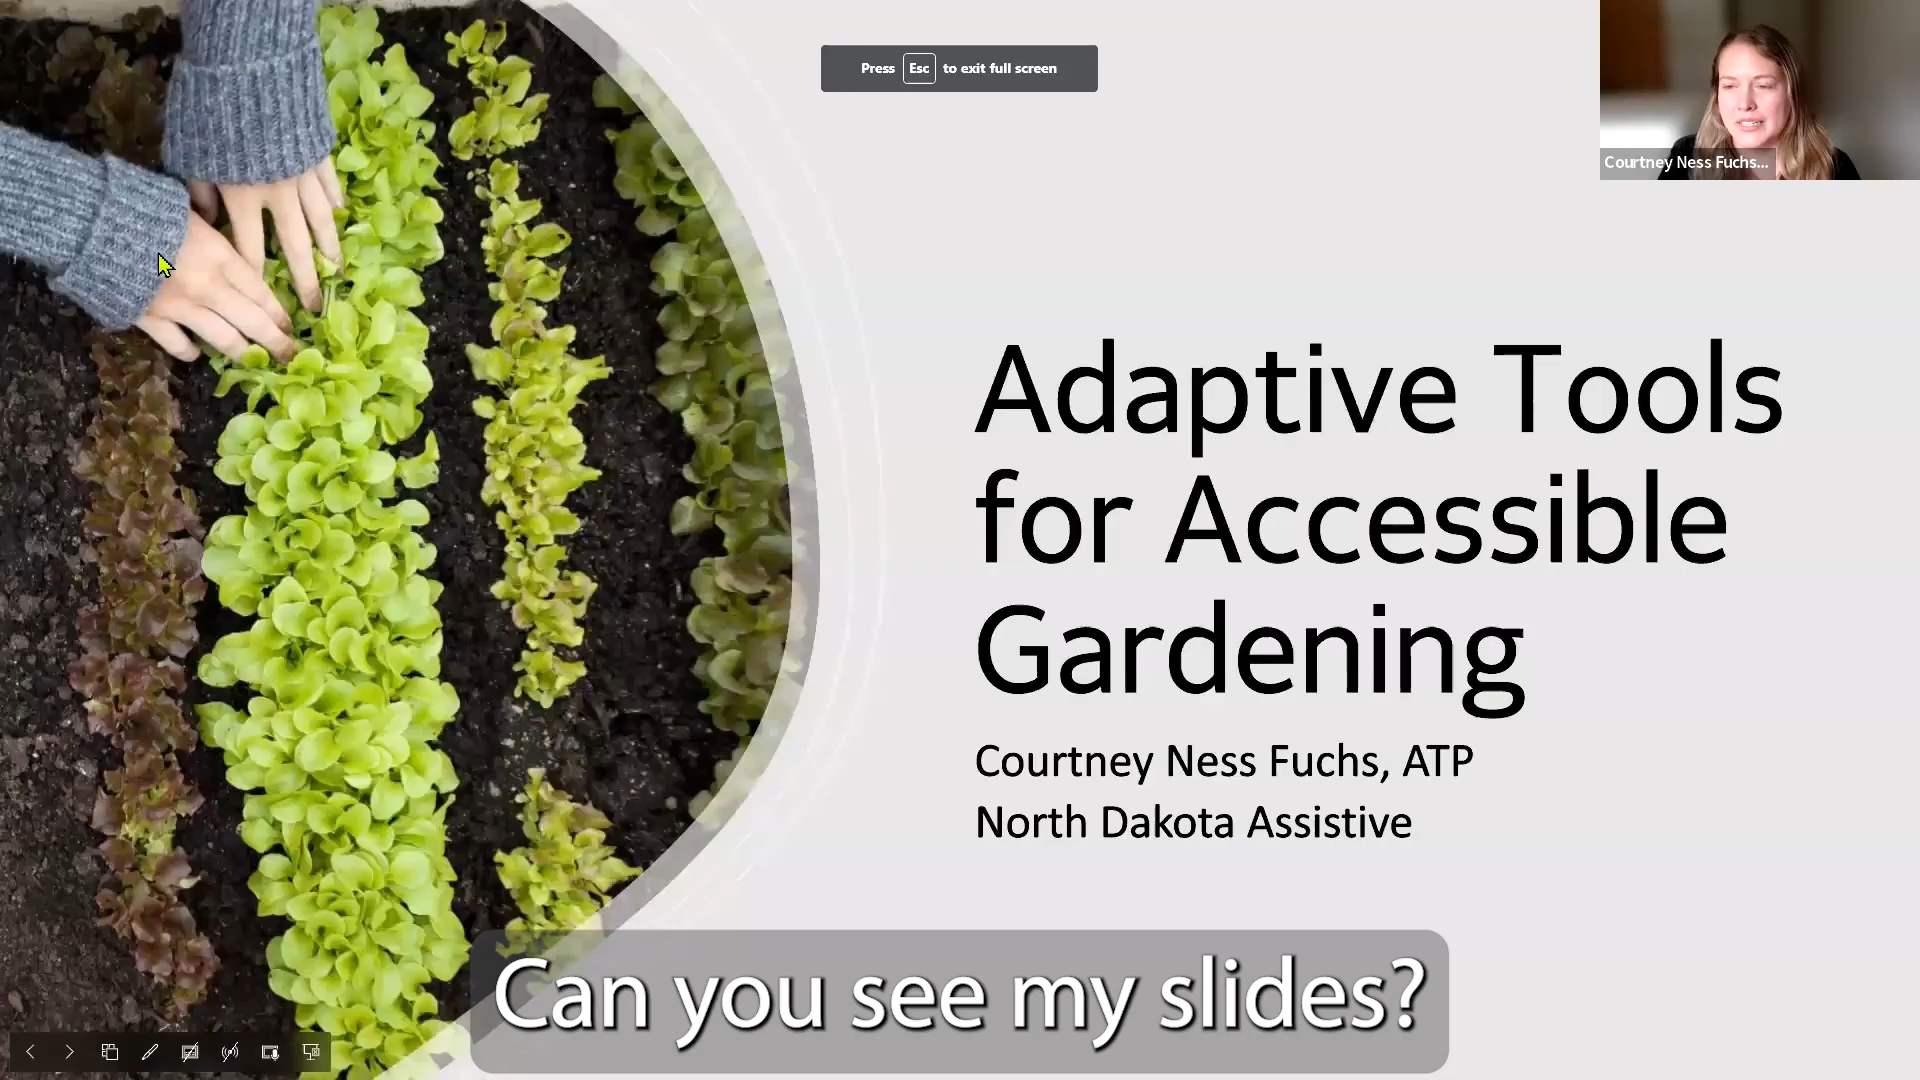 Press Esc to exit full screen
Courtney Ness Fuchs...
Adaptive Tools
for Accessible
Gardening
Courtney Ness Fuchs, ATP
North Dakota Assistive
Can you see my slides?